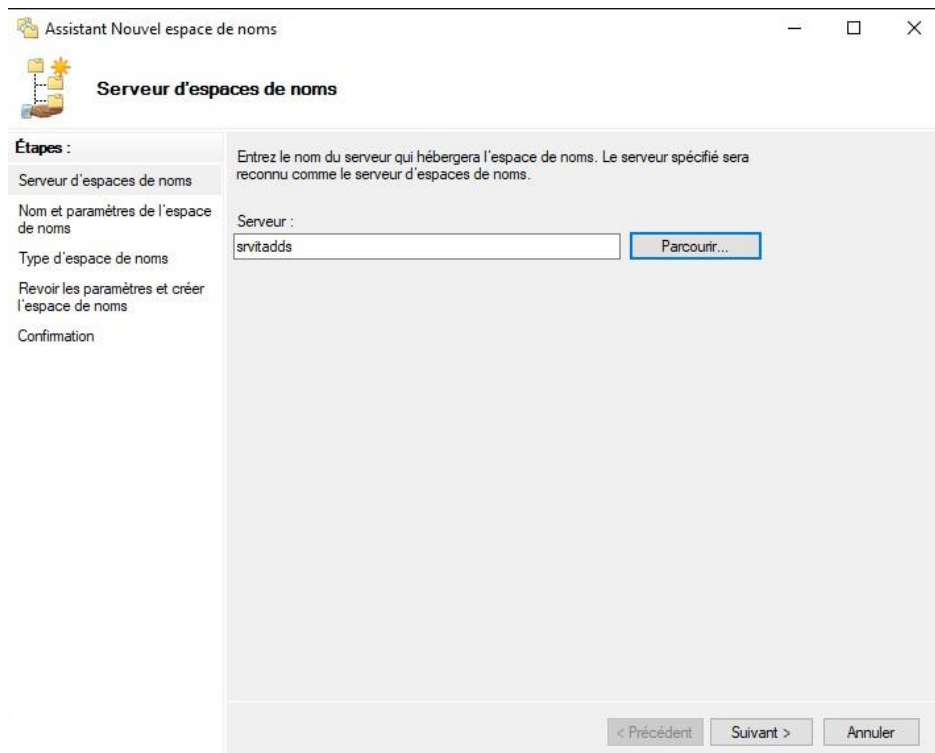 Assistant Nouvel espace de noms
Serveur d'espaces de noms
Étapes :
Serveur d'espaces de noms
Nom et paramètres de l'espace
de noms
Type d'espace de noms
Revoir les paramètres et créer
l'espace de noms
Confirmation
Entrez le nom du serveur qui hébergera l'espace de noms. Le serveur spécifié sera
reconnu comme le serveur d'espaces de noms.
Serveur :
srvitadds
Parcourir...
< Précédent
Suivant >
Annuler